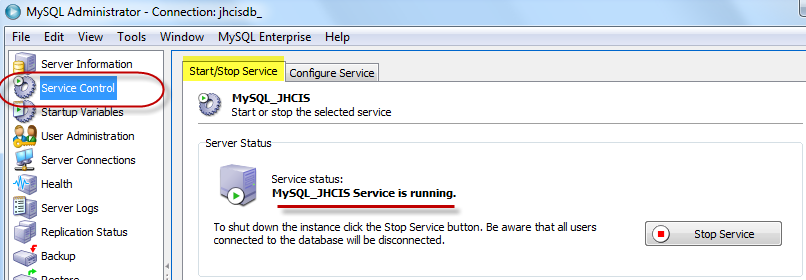 MySQL Administrator - Connection: jhcisdb_
File Edit View Tools Window MySQL Enterprise Help
Server Information
Service Control
Startup Variables
User Administration
Server Connections
Health
Server Logs
Replication Status
Backup
Restore
Start/Stop Service
Configure Service
MySQL_JHCIS
Start or stop the selected service
Server Status
Service status:
MySQL_JHCIS Service is running.
To shut down the instance click the Stop Service button. Be aware that all users
connected to the database will be disconnected.
Stop Service